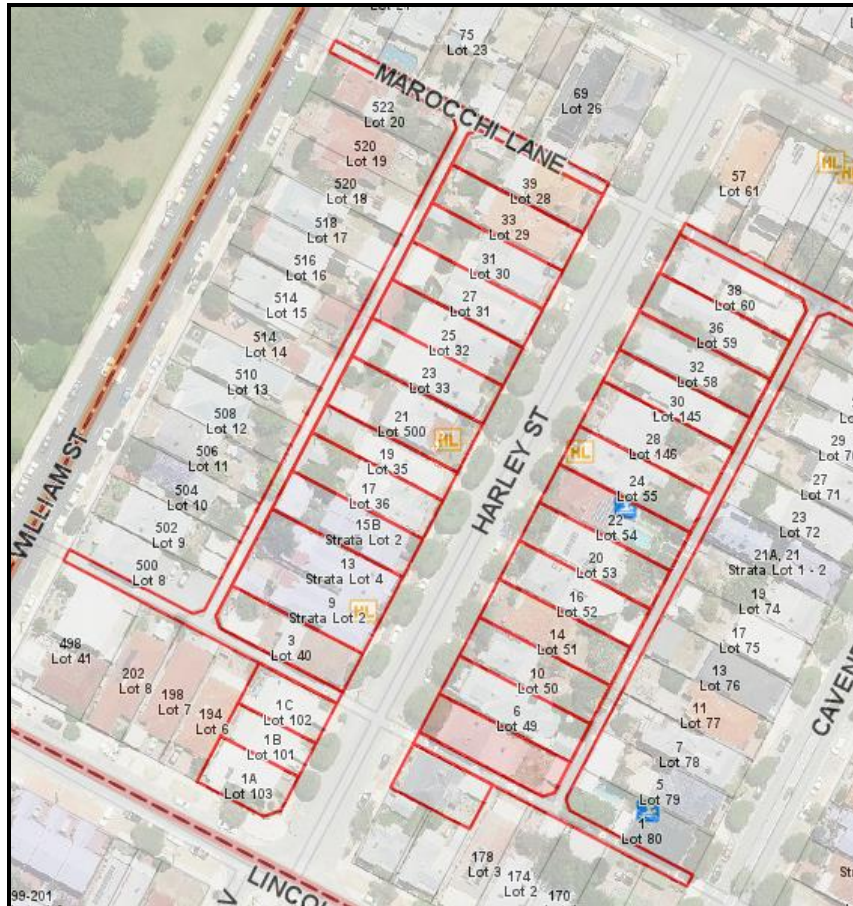 75
Lot 23
MAROCCHI LANE
69
Lot 26
522
Lot 20
520
Lot 19
520
Lot 18
518
Lot 17
516
Lot 16
514
Lot 15
514
Lot 14
510
Lot 13
508
Lot 12
506
Lot 11
504
Lot 10
502
Lot 9
500
Lot 8
WILLIAM ST
498
Lot 41
202
Lot 8
198
Lot 7
194
Lot 6
39
Lot 28
33
Lot 29
31
Lot 30
27
Lot 31
25
Lot 32
23
Lot 33
21
Lot 500
HL
19
Lot 35
17
Lot 36
15B
Strata Lot 2
13
Strata Lot 4
9
Strata Lot 2
HL
3
Lot 40
1C
Lot 102
1B
Lot 101
1A
Lot 103
HARLEY ST
HL
57
Lot 61
HL
38
Lot 60
36
Lot 59
32
Lot 58
30
Lot 145
28
Lot 146
24
Lot 55
22
Lot 54
20
Lot 53
16
Lot 52
14
Lot 51
10
Lot 50
6
Lot 49
29
27
Lot 71
23
Lot 72
21A, 21
Strata Lot 1 - 2
19
Lot 74
17
Lot 75
13
Lot 76
11
Lot 77
7
Lot 78
5
Lot 79
1
Lot 80
CAVEN
178
Lot 3
174
Lot 2
170
LINCOL
99-201